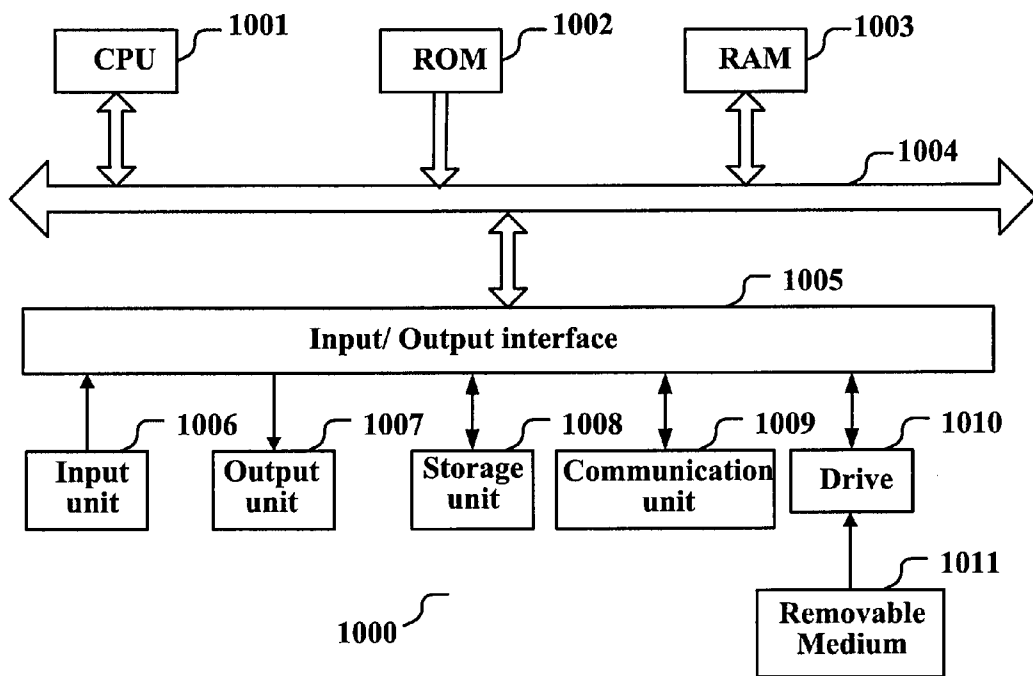 1001
1002
1003
CPU
ROM
RAM
1004
1005
Input/ Output interface
1006
1007
1008
1009
1010
Input
unit
Output
unit
Storage
unit
Communication
unit
Drive
1011
1000
Removable
Medium